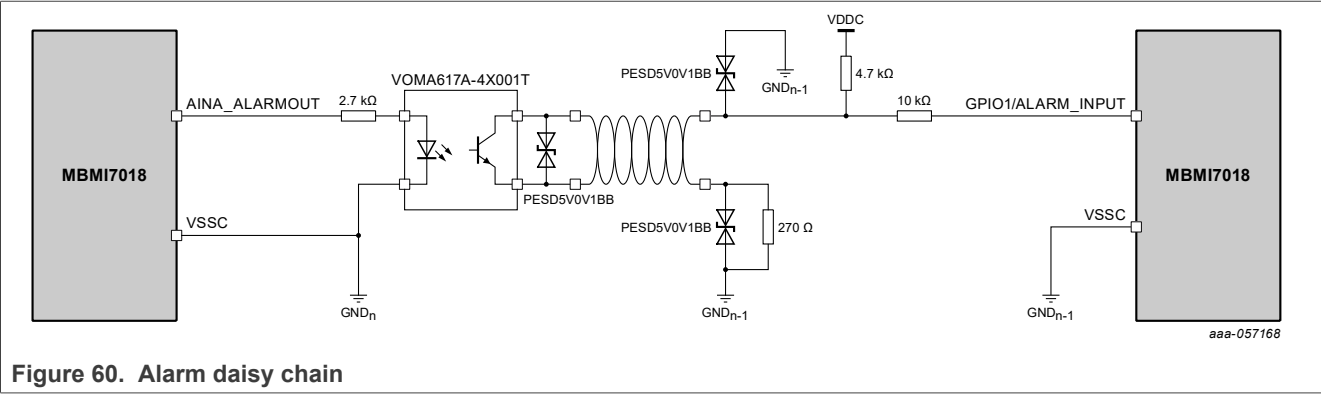 VDDC
PESD5V0V1BB
4.7 kΩ
GNDn-1
VOMA617A-4X001T
AINA_ALARMOUT
2.7 kΩ
10 kΩ
GPIO1/ALARM_INPUT
MBMI7018
MBMI7018
PESD5V0V1BB
VSSC
PESD5V0V1BB
270 Ω
VSSC
GNDn
GNDn-1
GNDn-1
aaa-057168
Figure 60. Alarm daisy chain